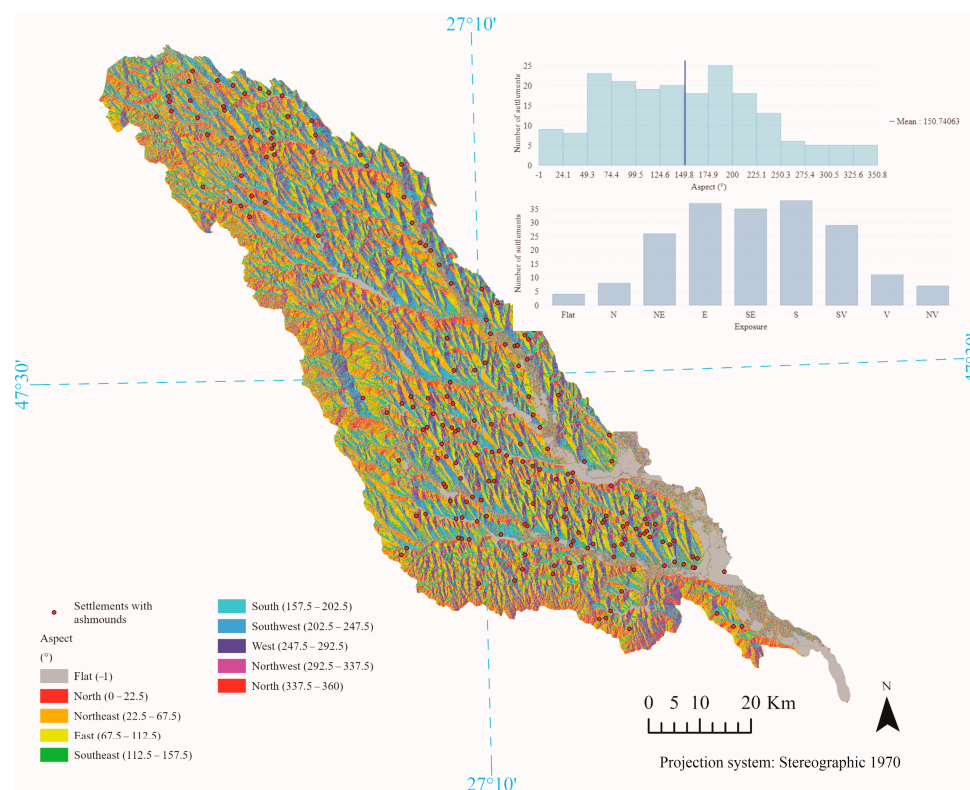 27°10'
25
20
15
10
5
0
Number of settlements
-1 24.1 49.3 74.4 99.5 124.6 149.8 174.9 200 225.1 250.3 275.4 300.5 325.6 350.8
Aspect (°)
Mean : 150.74063
35
30
25
20
15
10
5
0
Number of settlements
Flat N NE E SE S SV V NV
Exposure
47°30'
Settlements with
ashmounds
Aspect
(°)
Flat (–1)
North (0 – 22.5)
Northeast (22.5 – 67.5)
East (67.5 – 112.5)
Southeast (112.5 – 157.5)
South (157.5 – 202.5)
Southwest (202.5 – 247.5)
West (247.5 – 292.5)
Northwest (292.5 – 337.5)
North (337.5 – 360)
N
0 5 10 20 Km
Projection system: Stereographic 1970
27°10'